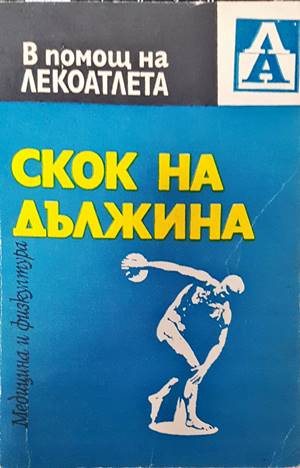 В помощ на
ЛЕКОАТЛЕТА
ЛА
СКОК НА
ДЪЛЖИНА
Медицина и физкултура